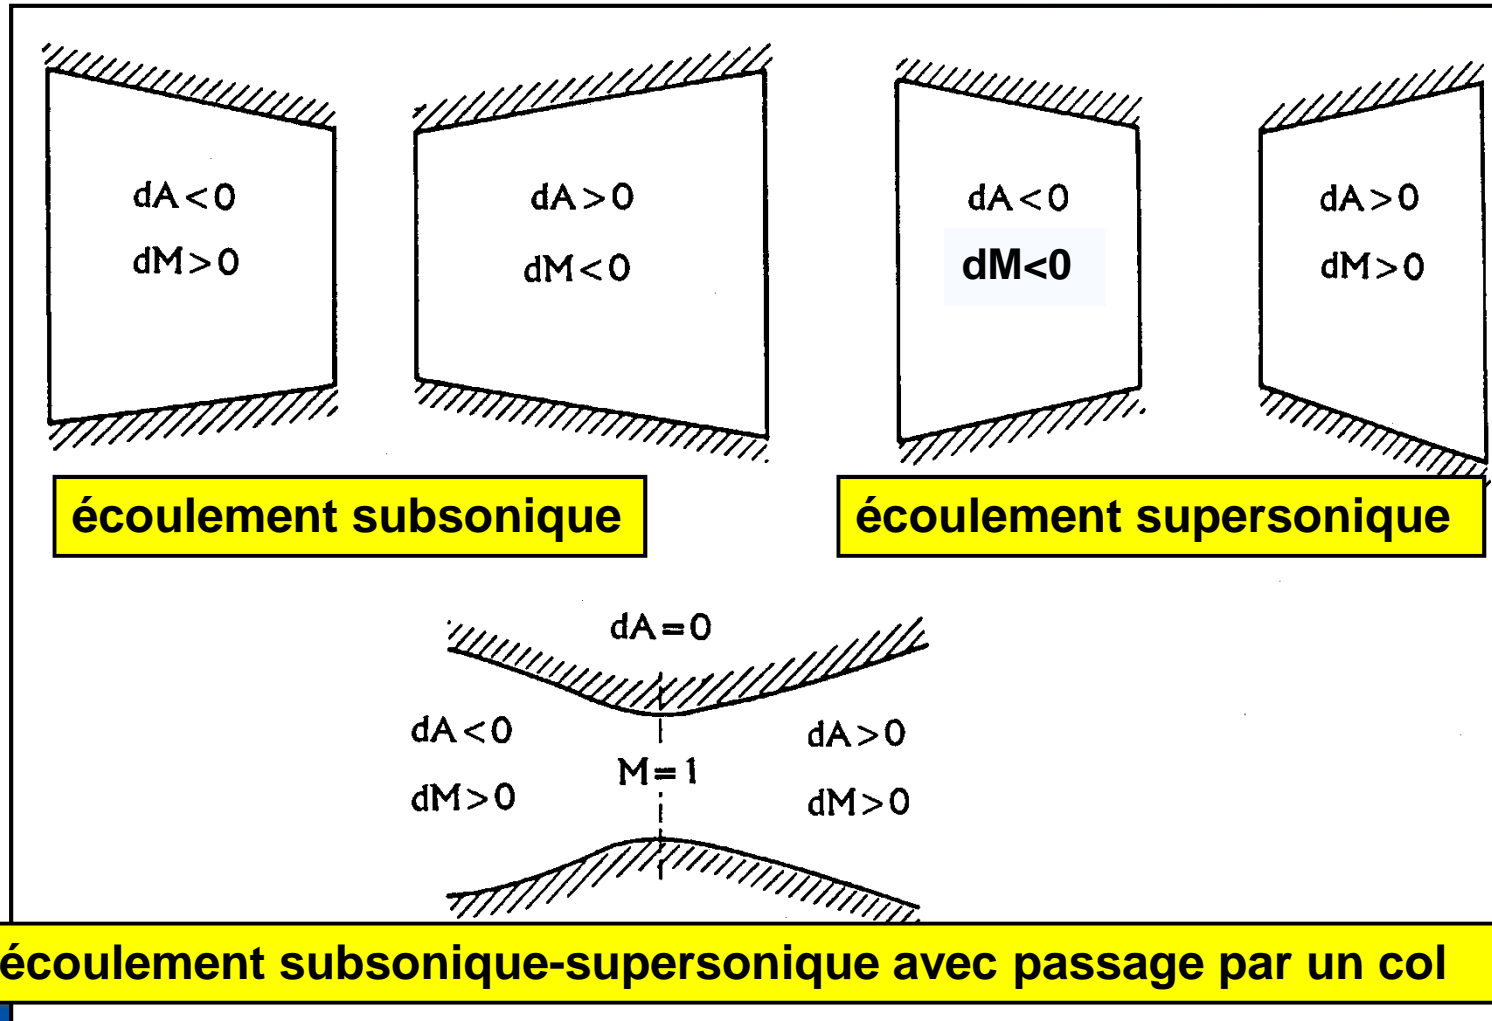 dA<0
dM>0
dA>0
dM<0
dA<0
dM<0
dA>0
dM>0
écoulement subsonique
écoulement supersonique
dA=0
dA<0
dM>0
M=1
dA>0
dM>0
écoulement subsonique-supersonique avec passage par un col